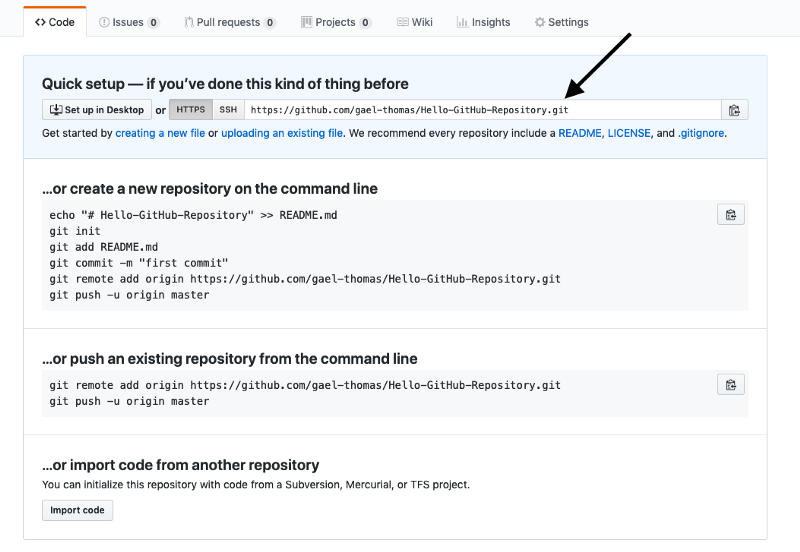 Code Issues 0 Pull requests 0 Projects 0 Wiki Insights Settings
Quick setup — if you’ve done this kind of thing before
Set up in Desktop or HTTPS SSH https://github.com/gael-thomas/Hello-GitHub-Repository.git
Get started by creating a new file or uploading an existing file. We recommend every repository include a README, LICENSE, and .gitignore.
…or create a new repository on the command line
echo "# Hello-GitHub-Repository" >> README.md
git init
git add README.md
git commit -m "first commit"
git remote add origin https://github.com/gael-thomas/Hello-GitHub-Repository.git
git push -u origin master
…or push an existing repository from the command line
git remote add origin https://github.com/gael-thomas/Hello-GitHub-Repository.git
git push -u origin master
…or import code from another repository
You can initialize this repository with code from a Subversion, Mercurial, or TFS project.
Import code